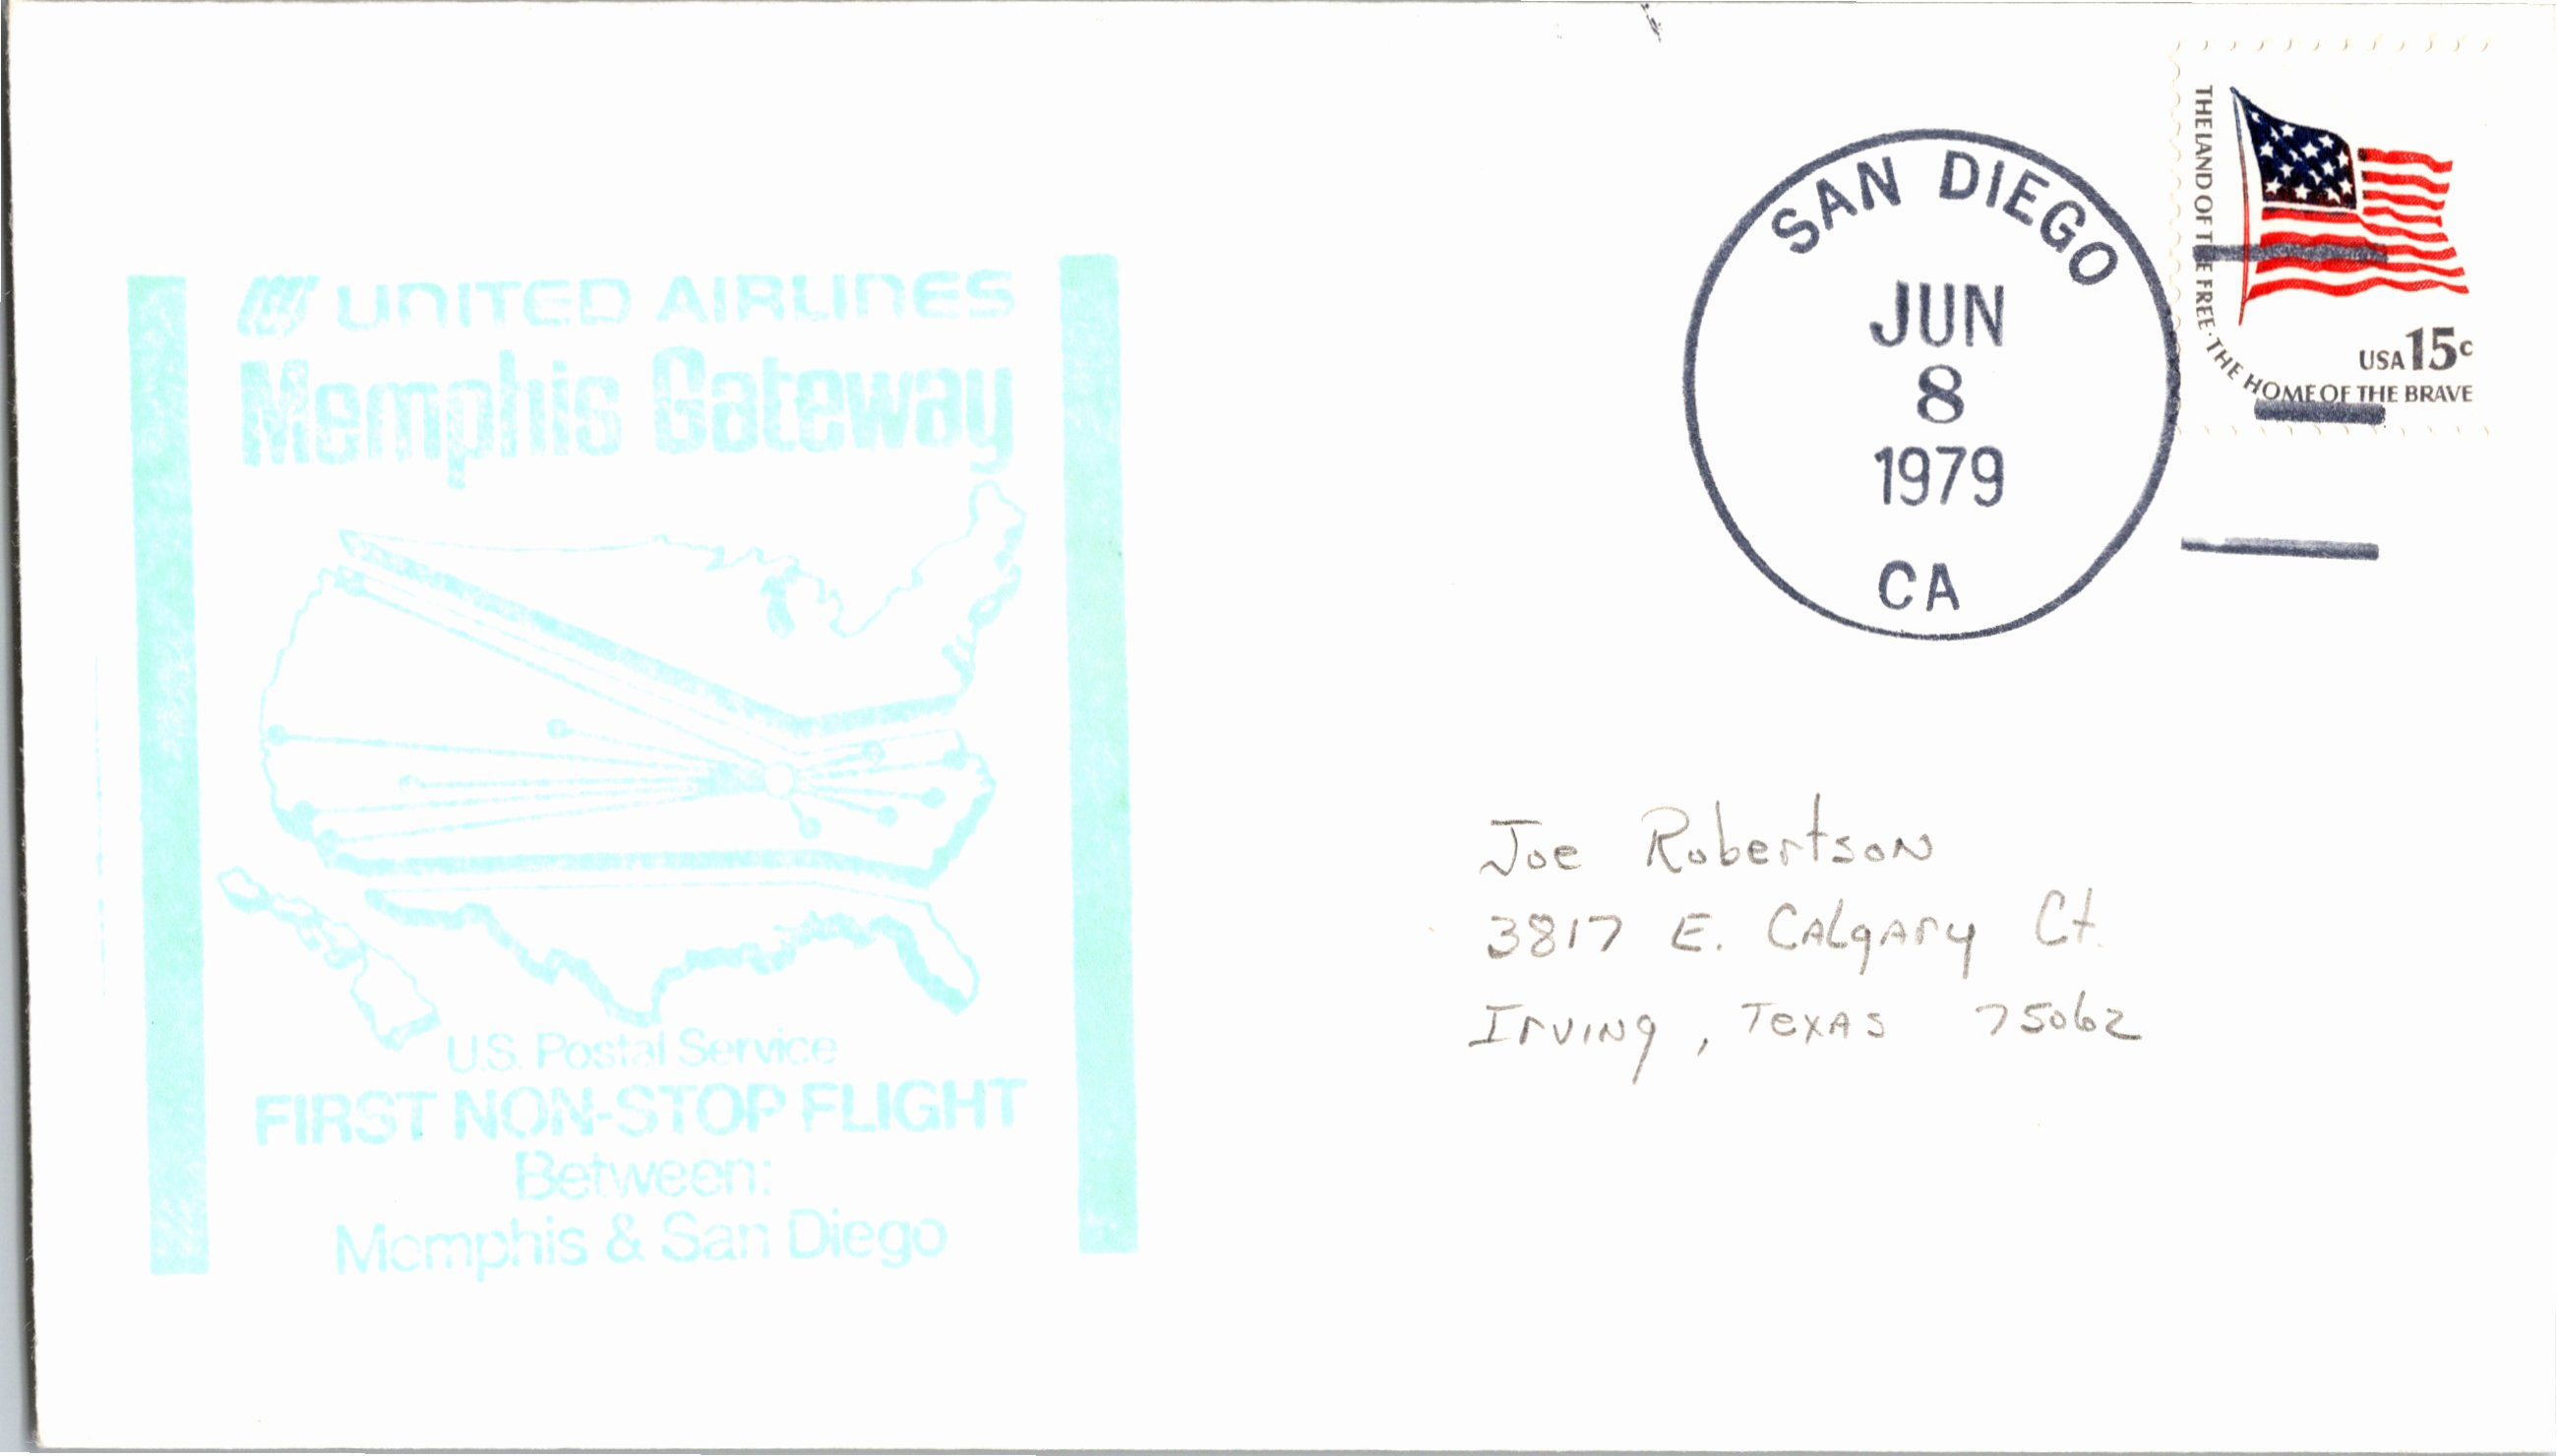 UNITED AIRLINES
Memphis Gateway
U.S. Postal Service
FIRST NON-STOP FLIGHT
Between:
Memphis & San Diego
SAN DIEGO
JUN
8
1979
CA
THE LAND OF THE FREE · THE HOME OF THE BRAVE
USA 15c
Joe Robertson
3817 E. Calgary Ct.
Irving, Texas 75062